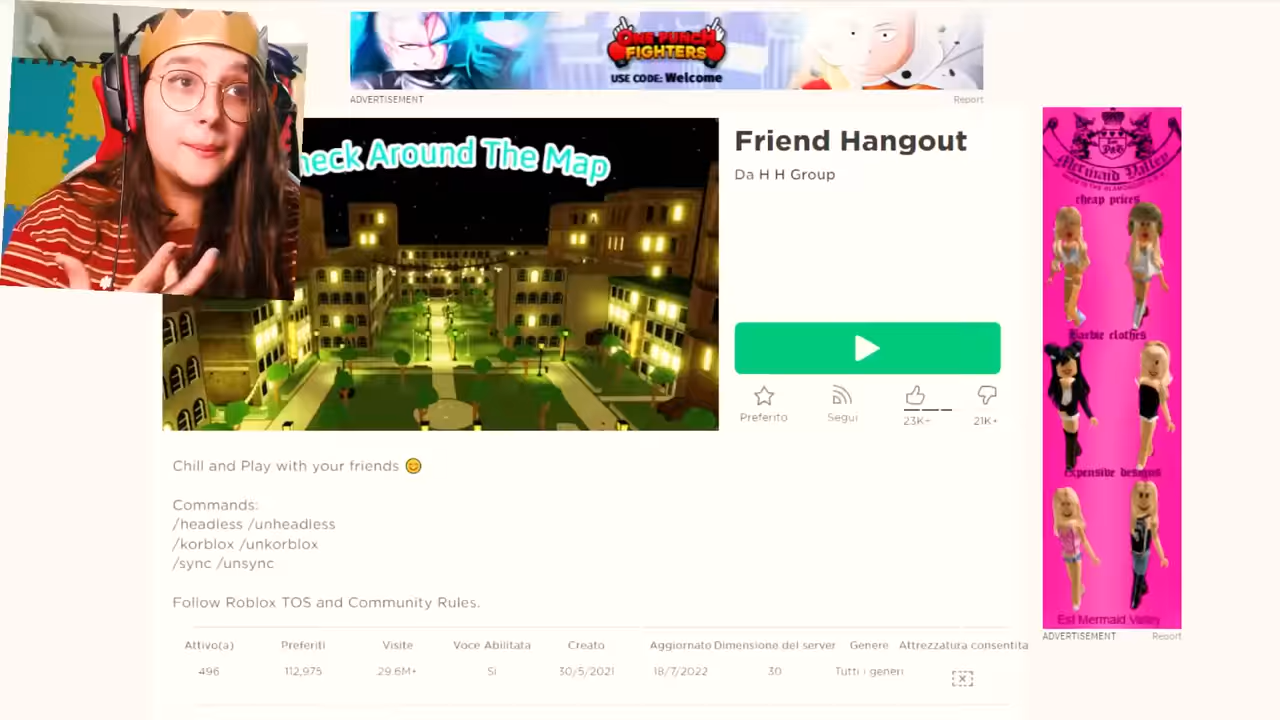 ONE PUNCH
FIGHTERS
USE CODE: Welcome
ADVERTISEMENT
Report
heck Around The Map
Friend Hangout
Da H H Group
Preferito
Segui
23K+
21K+
Chill and Play with your friends
Commands:
/headless /unheadless
/korblox /unkorblox
/sync /unsync
Follow Roblox TOS and Community Rules.
Attivo(a) Preferiti Visite Voce Abilitata Creato Aggiornato Dimensione del server Genere Attrezzatura consentita
496 112,975 29.6M+ Sì 30/5/2021 18/7/2022 30 Tutti i generi
Mermaid Valley
cheap prices
Barbie clothes
expensive designs
Est Mermaid Valley
ADVERTISEMENT
Report